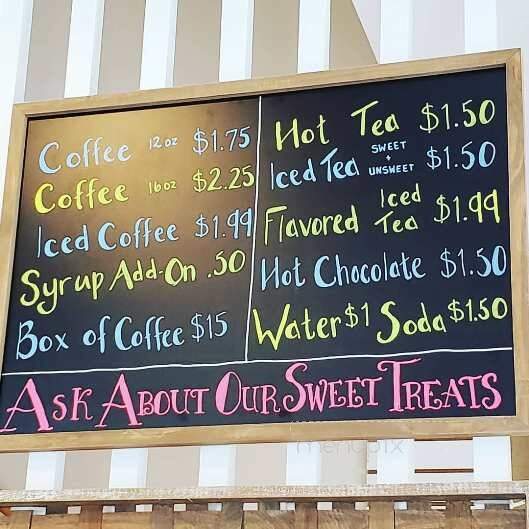 Coffee 12oz $1.75
Coffee 16oz $2.25
Iced Coffee $1.99
Syrup Add-On .50
Box of Coffee $15
Hot Tea $1.50
Iced Tea SWEET + UNSWEET $1.50
Flavored Iced Tea $1.99
Hot Chocolate $1.50
Water $1 Soda $1.50
ASK ABOUT OUR SWEET TREATS
menupix